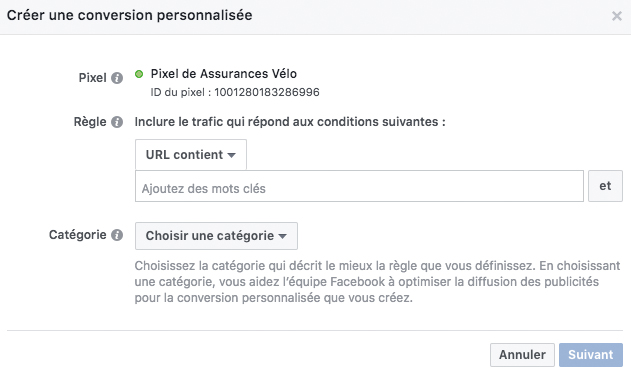 Créer une conversion personnalisée
Pixel
Pixel de Assurances Vélo
ID du pixel : 1001280183286996
Règle
Inclure le trafic qui répond aux conditions suivantes :
URL contient
Ajoutez des mots clés
et
Catégorie
Choisir une catégorie
Choisissez la catégorie qui décrit le mieux la règle que vous définissez. En choisissant
une catégorie, vous aidez l'équipe Facebook à optimiser la diffusion des publicités
pour la conversion personnalisée que vous créez.
Annuler
Suivant